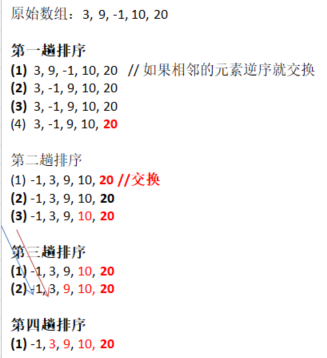 原始数组：3, 9, -1, 10, 20
第一趟排序
(1) 3, 9, -1, 10, 20 // 如果相邻的元素逆序就交换
(2) 3, -1, 9, 10, 20
(3) 3, -1, 9, 10, 20
(4) 3, -1, 9, 10, 20
第二趟排序
(1) -1, 3, 9, 10, 20 //交换
(2) -1, 3, 9, 10, 20
(3) -1, 3, 9, 10, 20
第三趟排序
(1) -1, 3, 9, 10, 20
(2) -1, 3, 9, 10, 20
第四趟排序
(1) -1, 3, 9, 10, 20